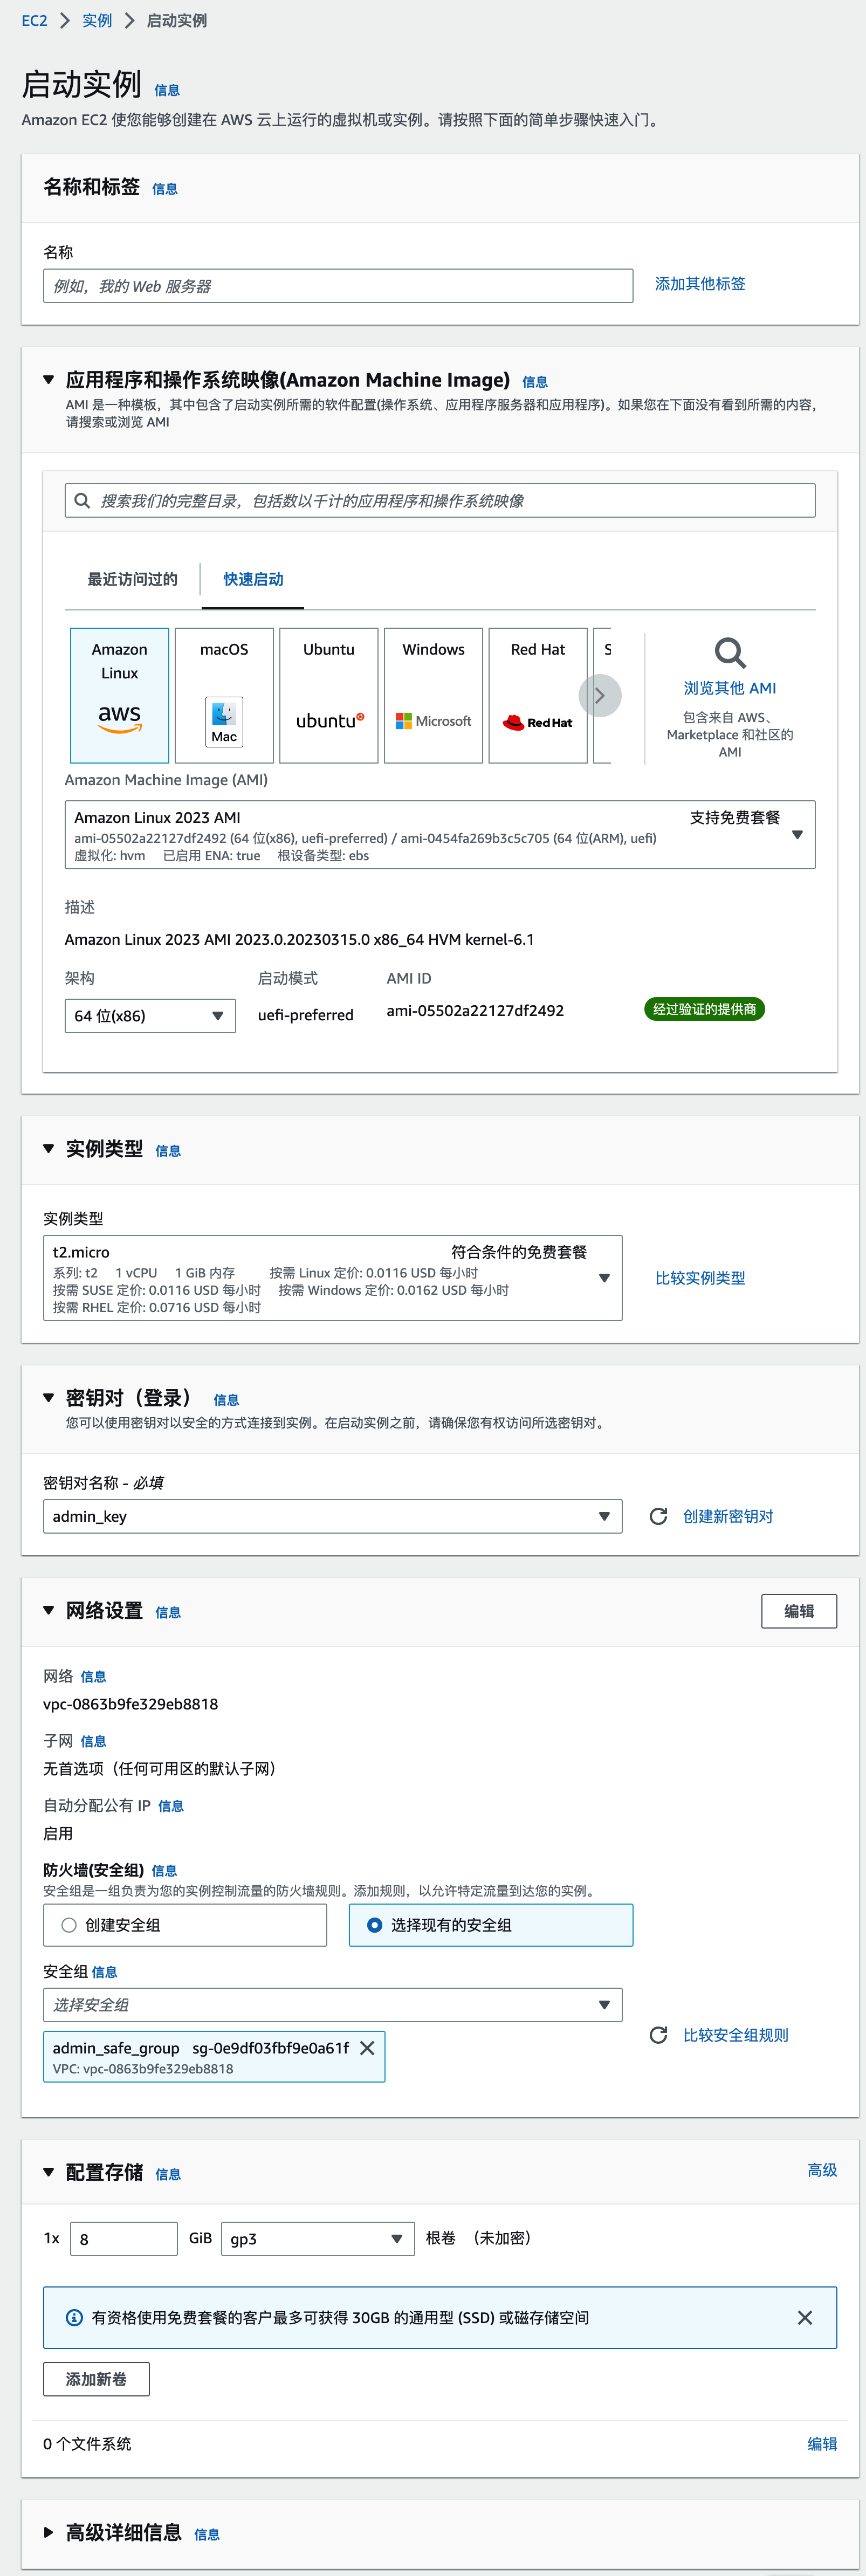 EC2 > 实例 > 启动实例
启动实例 信息
Amazon EC2 使您能够创建在 AWS 云上运行的虚拟机或实例。请按照下面的简单步骤快速入门。
名称和标签 信息
名称
例如，我的 Web 服务器
添加其他标签
应用程序和操作系统映像(Amazon Machine Image) 信息
AMI 是一种模板，其中包含了启动实例所需的软件配置(操作系统、应用程序服务器和应用程序)。如果您在下面没有看到所需的内容，
请搜索或浏览 AMI
搜索我们的完整目录，包括数以千计的应用程序和操作系统映像
最近访问过的
快速启动
Amazon
Linux
aws
macOS
Mac
Ubuntu
ubuntu
Windows
Microsoft
Red Hat
Red Hat
S
浏览其他 AMI
包含来自 AWS、
Marketplace 和社区的
AMI
Amazon Machine Image (AMI)
Amazon Linux 2023 AMI 支持免费套餐
ami-05502a22127df2492 (64 位(x86), uefi-preferred) / ami-0454fa269b3c5c705 (64 位(ARM), uefi)
虚拟化: hvm 已启用 ENA: true 根设备类型: ebs
描述
Amazon Linux 2023 AMI 2023.0.20230315.0 x86_64 HVM kernel-6.1
架构 启动模式 AMI ID
64 位(x86) uefi-preferred ami-05502a22127df2492 经过验证的提供商
实例类型 信息
实例类型
t2.micro 符合条件的免费套餐
系列: t2 1 vCPU 1 GiB 内存 按需 Linux 定价: 0.0116 USD 每小时
按需 SUSE 定价: 0.0116 USD 每小时 按需 Windows 定价: 0.0162 USD 每小时
按需 RHEL 定价: 0.0716 USD 每小时
比较实例类型
密钥对（登录） 信息
您可以使用密钥对以安全的方式连接到实例。在启动实例之前，请确保您有权访问所选密钥对。
密钥对名称 - 必填
admin_key
创建新密钥对
网络设置 信息
编辑
网络 信息
vpc-0863b9fe329eb8818
子网 信息
无首选项（任何可用区的默认子网）
自动分配公有 IP 信息
启用
防火墙(安全组) 信息
安全组是一组负责为您的实例控制流量的防火墙规则。添加规则，以允许特定流量到达您的实例。
创建安全组
选择现有的安全组
安全组 信息
选择安全组
admin_safe_group sg-0e9df03fbf9e0a61f
VPC: vpc-0863b9fe329eb8818
比较安全组规则
配置存储 信息
高级
1x 8 GiB gp3 根卷 （未加密）
有资格使用免费套餐的客户最多可获得 30GB 的通用型 (SSD) 或磁存储空间
添加新卷
0 个文件系统
编辑
高级详细信息 信息